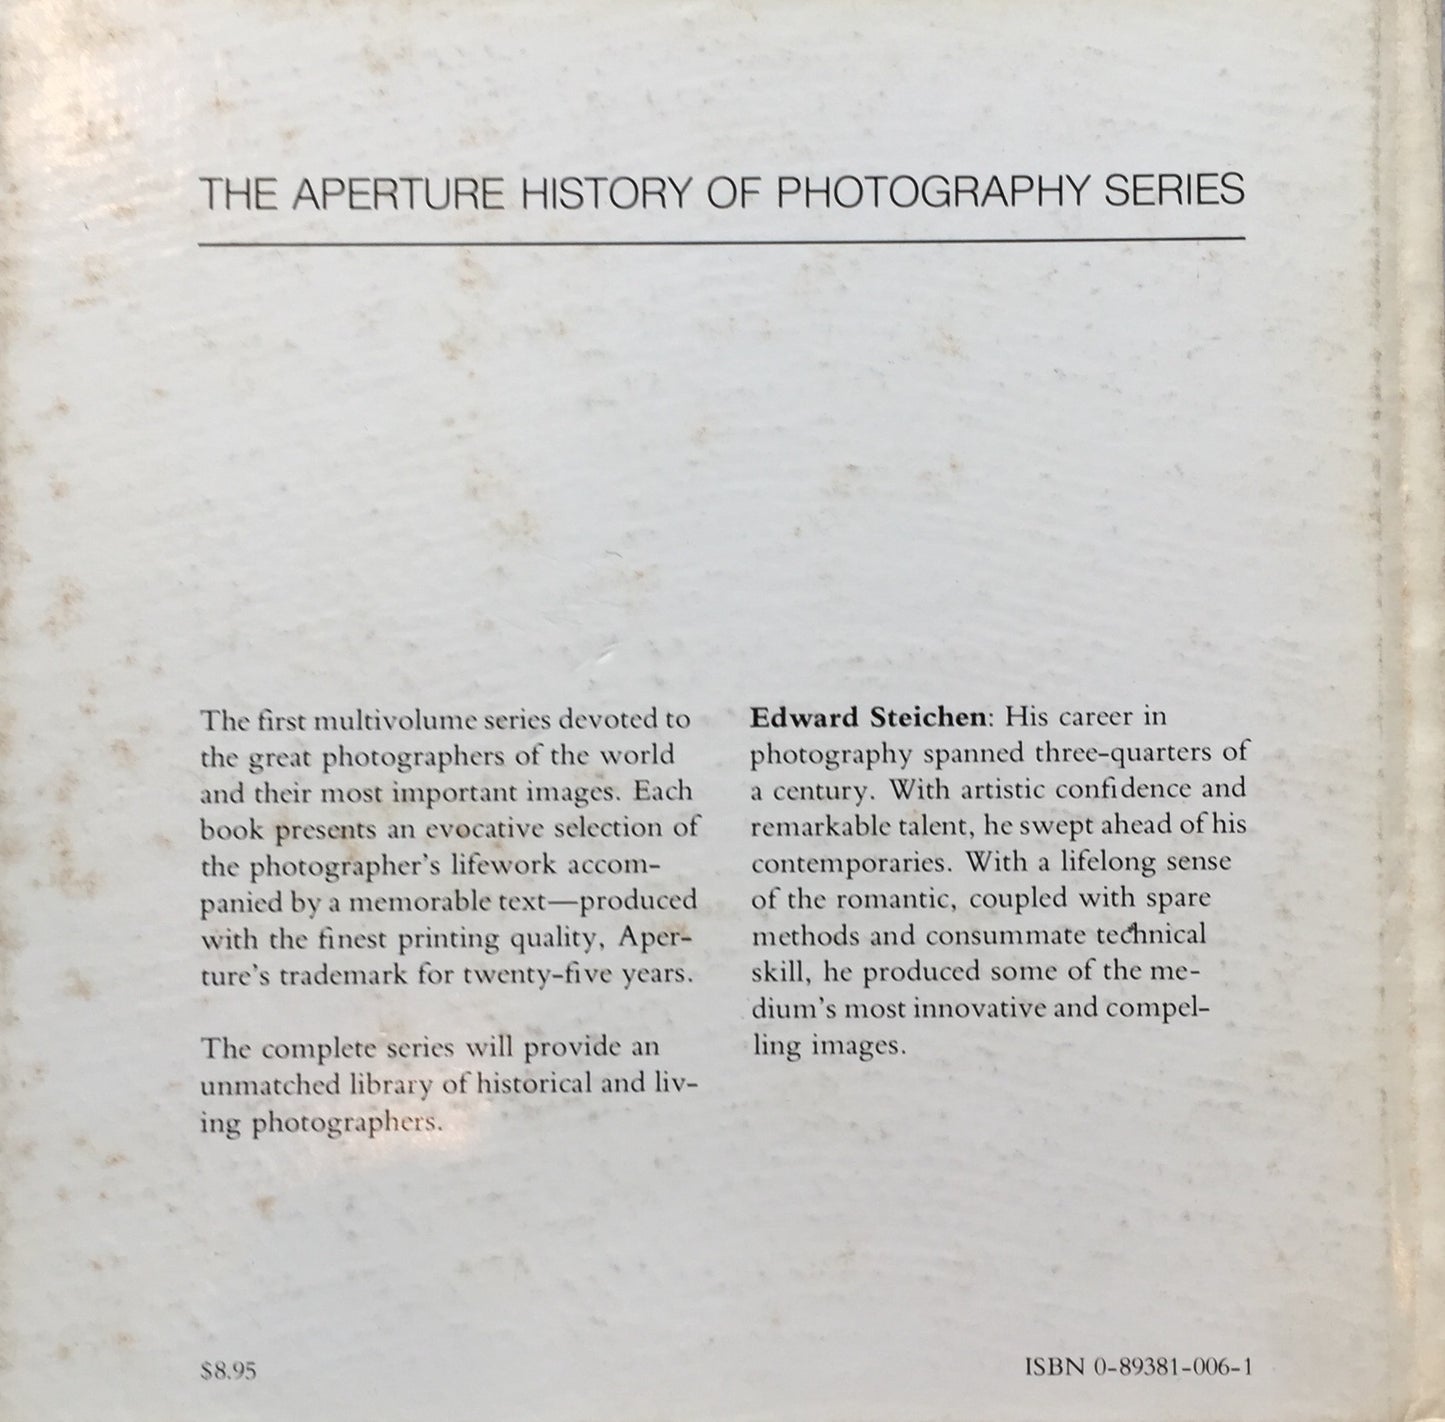 THE APERTURE HISTORY OF PHOTOGRAPHY SERIES
The first multivolume series devoted to
the great photographers of the world
and their most important images. Each
book presents an evocative selection of
the photographer's lifework accom-
panied by a memorable text—produced
with the finest printing quality, Aper-
ture's trademark for twenty-five years.
The complete series will provide an
unmatched library of historical and liv-
ing photographers.
Edward Steichen: His career in
photography spanned three-quarters of
a century. With artistic confidence and
remarkable talent, he swept ahead of his
contemporaries. With a lifelong sense
of the romantic, coupled with spare
methods and consummate technical
skill, he produced some of the me-
dium's most innovative and compel-
ling images.
$8.95
ISBN 0-89381-006-1